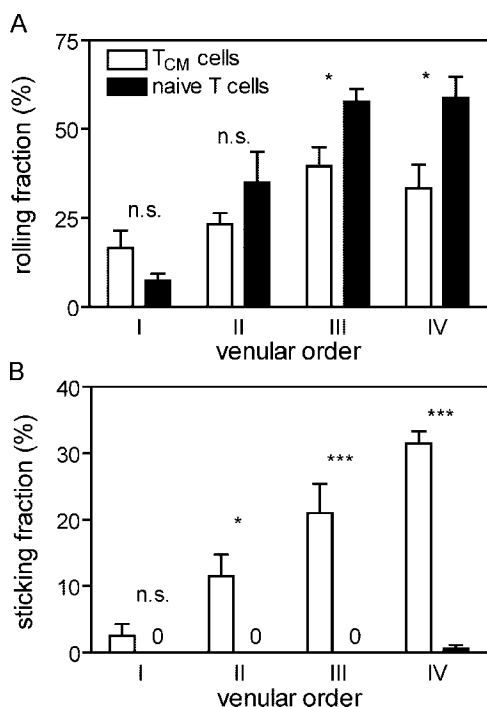 A
75
50
25
0
rolling fraction (%)
T_CM cells
naive T cells
n.s.
n.s.
*
*
I II III IV
venular order
B
40
30
20
10
0
sticking fraction (%)
n.s.
*
***
***
0 0 0
I II III IV
venular order